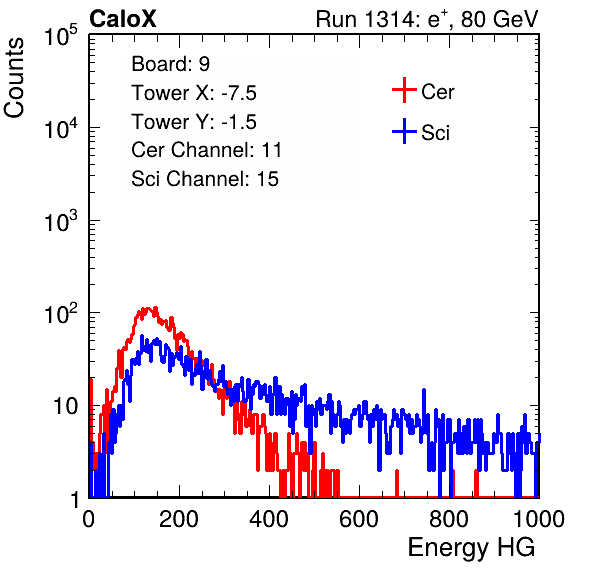 CaloX Run 1314: e⁺, 80 GeV
Counts
10⁵
10⁴
10³
10²
10
1
Board: 9
Tower X: -7.5
Tower Y: -1.5
Cer Channel: 11
Sci Channel: 15
Cer
Sci
0 200 400 600 800 1000
Energy HG